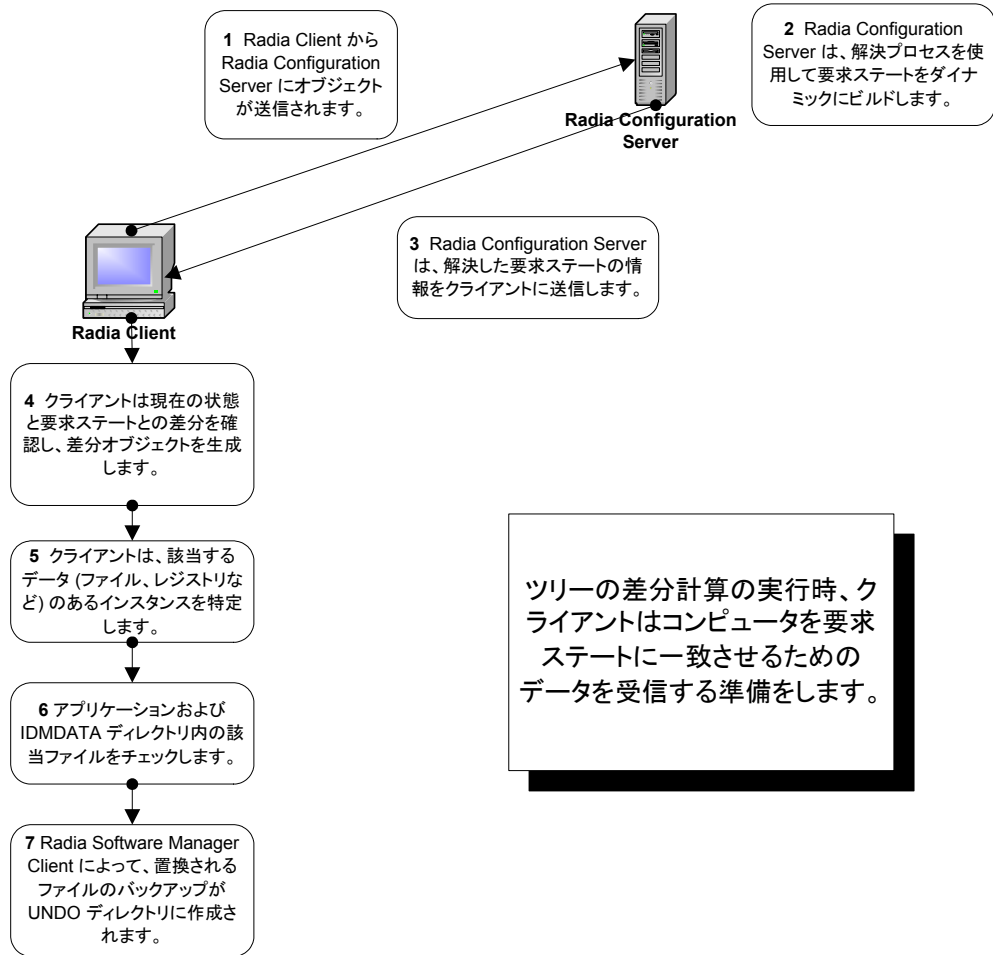 1 Radia Client から
Radia Configuration
Server にオブジェクト
が送信されます。
2 Radia Configuration
Server は、解決プロセスを使
用して要求ステートをダイナ
ミックにビルドします。
Radia Configuration
Server
3 Radia Configuration Server
は、解決した要求ステートの情
報をクライアントに送信します。
Radia Client
4 クライアントは現在の状態
と要求ステートとの差分を確
認し、差分オブジェクトを生成
します。
5 クライアントは、該当する
データ (ファイル、レジストリな
ど) のあるインスタンスを特定
します。
6 アプリケーションおよび
IDMDATA ディレクトリ内の該
当ファイルをチェックします。
7 Radia Software Manager
Client によって、置換される
ファイルのバックアップが
UNDO ディレクトリに作成さ
れます。
ツリーの差分計算の実行時、ク
ライアントはコンピュータを要求
ステートに一致させるための
データを受信する準備をします。